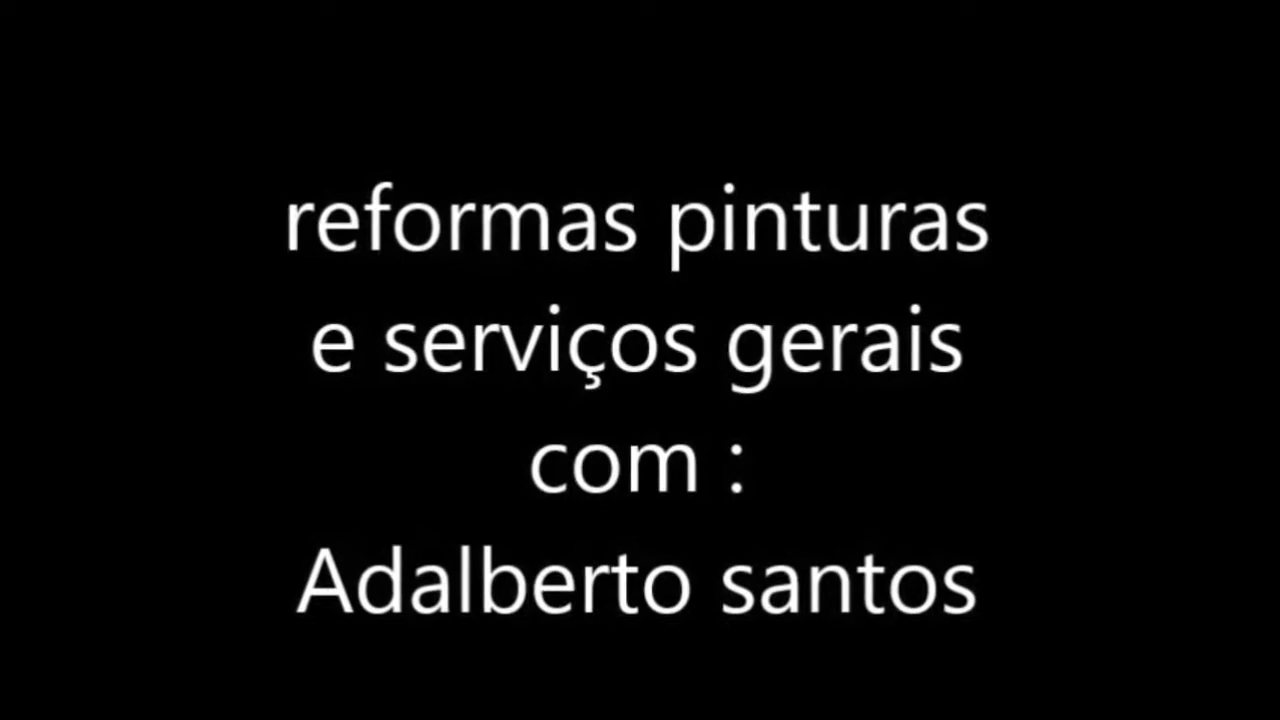 reformas pinturas
e serviços gerais
com :
Adalberto santos